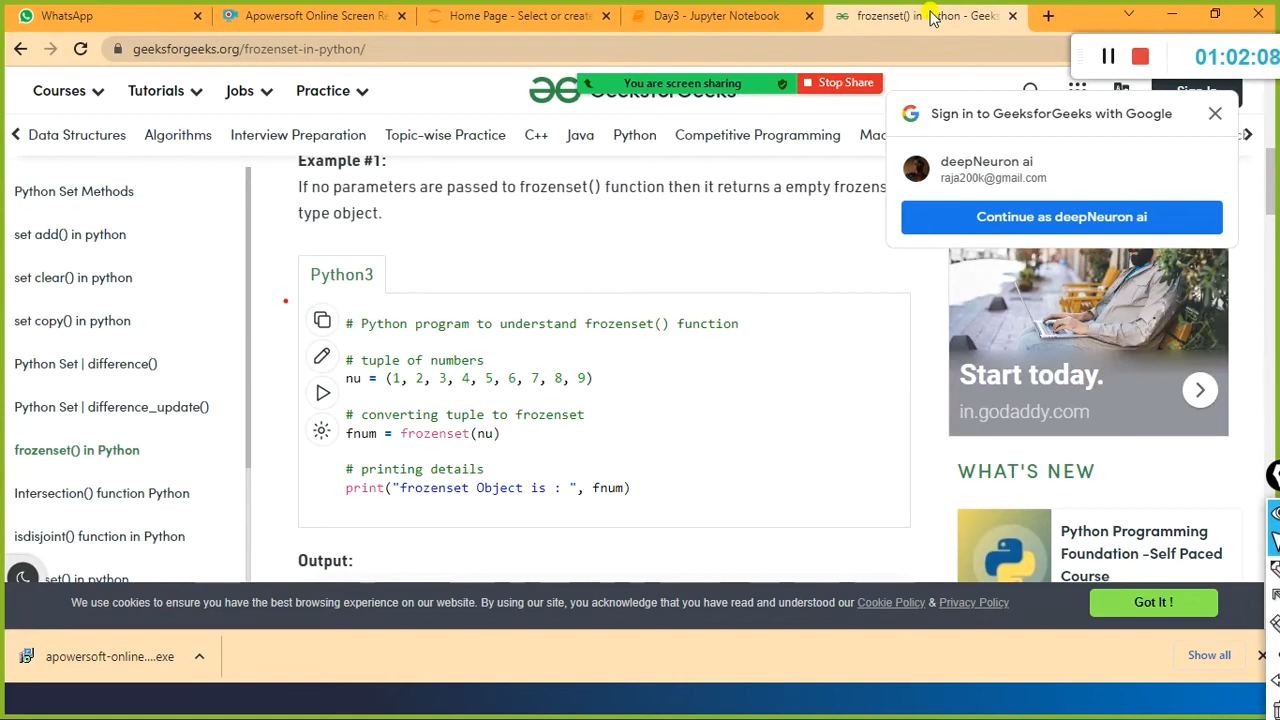 WhatsApp
Apowersoft Online Screen Re
Home Page - Select or create
Day3 - Jupyter Notebook
frozenset() in Python - Geeks
geeksforgeeks.org/frozenset-in-python/
01:02:08
Courses
Tutorials
Jobs
Practice
You are screen sharing
Stop Share
GeeksforGeeks
Sign In
Data Structures
Algorithms
Interview Preparation
Topic-wise Practice
C++
Java
Python
Competitive Programming
Mac
Sign in to GeeksforGeeks with Google
deepNeuron ai
raja200k@gmail.com
Continue as deepNeuron ai
Python Set Methods
set add() in python
set clear() in python
set copy() in python
Python Set | difference()
Python Set | difference_update()
frozenset() in Python
Intersection() function Python
isdisjoint() function in Python
set() in python
Example #1:
If no parameters are passed to frozenset() function then it returns a empty frozens
type object.
Python3
# Python program to understand frozenset() function
# tuple of numbers
nu = (1, 2, 3, 4, 5, 6, 7, 8, 9)
# converting tuple to frozenset
fnum = frozenset(nu)
# printing details
print("frozenset Object is : ", fnum)
Output:
Start today.
in.godaddy.com
WHAT'S NEW
Python Programming
Foundation -Self Paced
Course
We use cookies to ensure you have the best browsing experience on our website. By using our site, you acknowledge that you have read and understood our Cookie Policy & Privacy Policy
Got It !
apowersoft-online....exe
Show all